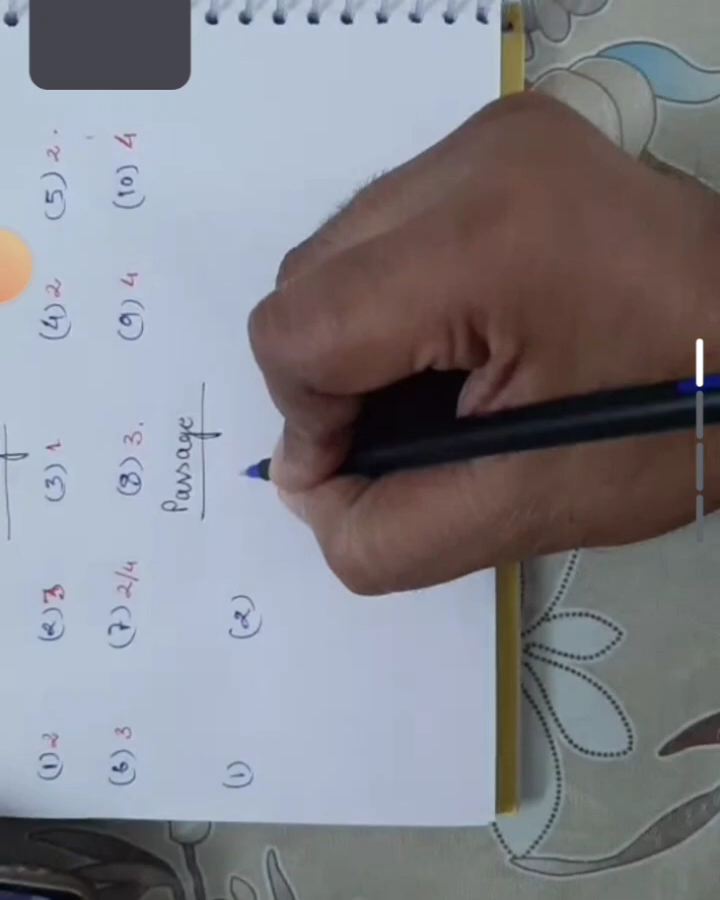 (1) 2 (2) 3 (3) 1 (4) 2 (5) 2.
(6) 3 (7) 2/4 (8) 3. (9) 4 (10) 4
Passage
(1) (2)